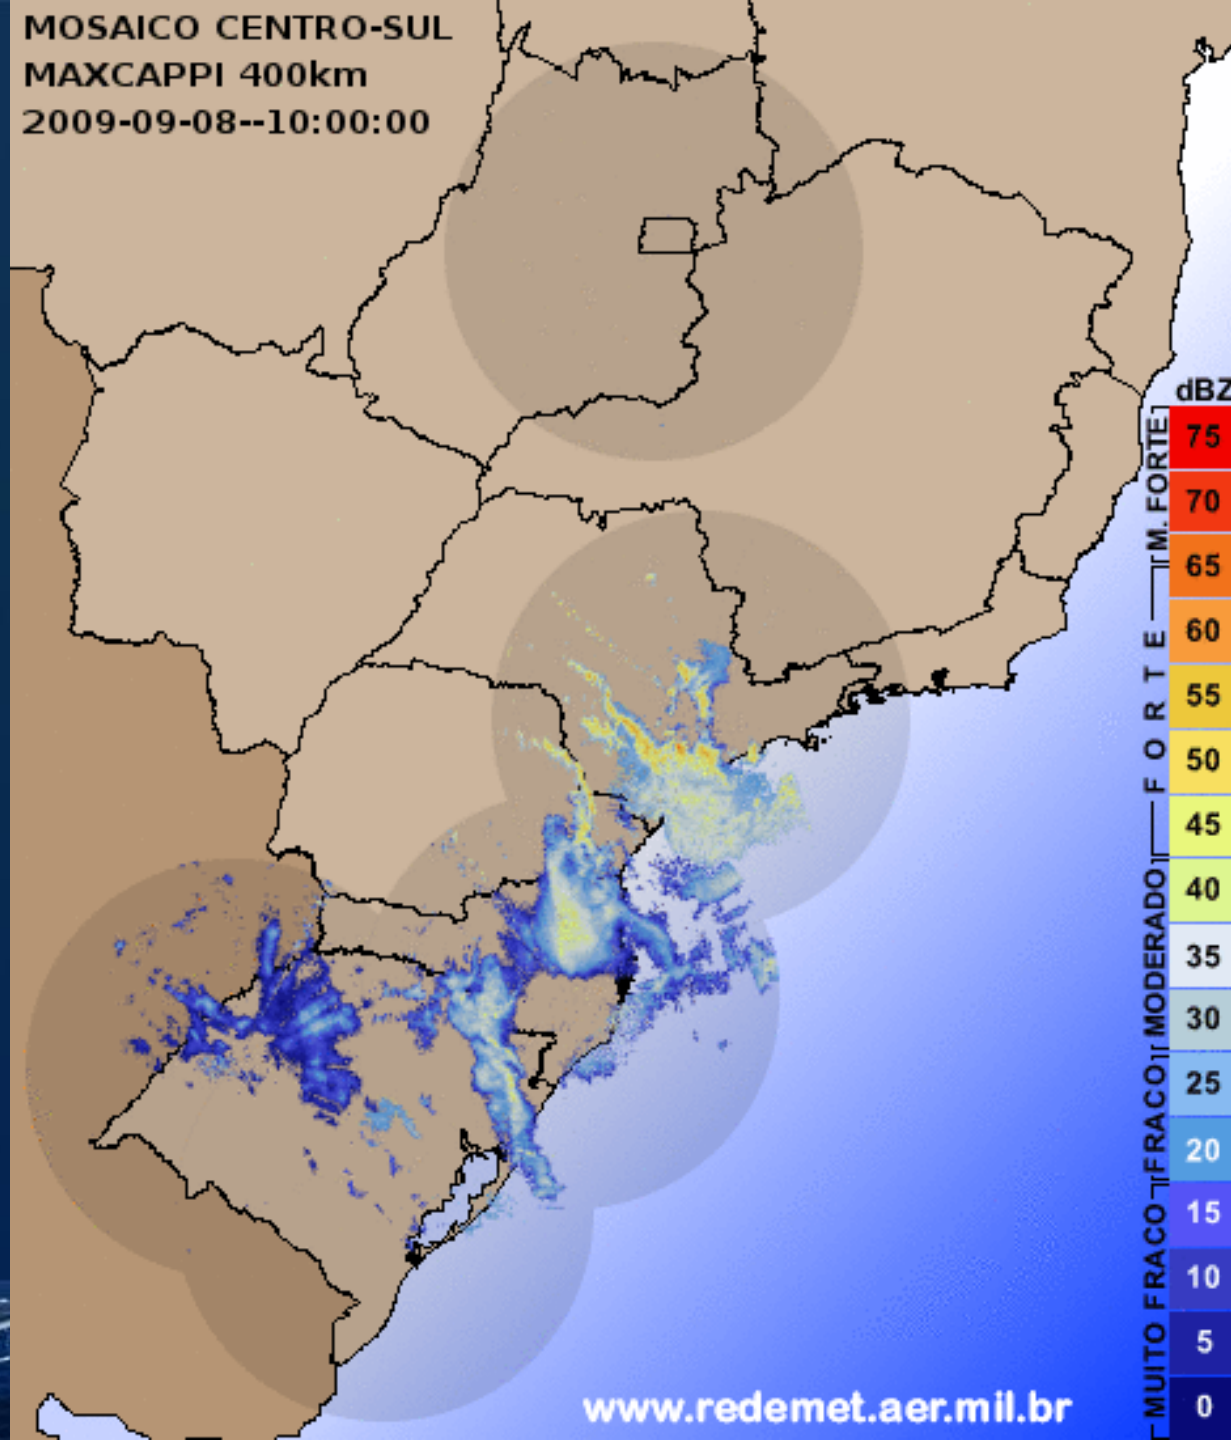 MOSAICO CENTRO-SUL
MAXCAPPI 400km
2009-09-08--10:00:00
dBZ
75
70
65
60
55
50
45
40
35
30
25
20
15
10
5
0
M. FORTE
FORTE
MODERADO
FRACO
MUITO FRACO
www.redemet.aer.mil.br